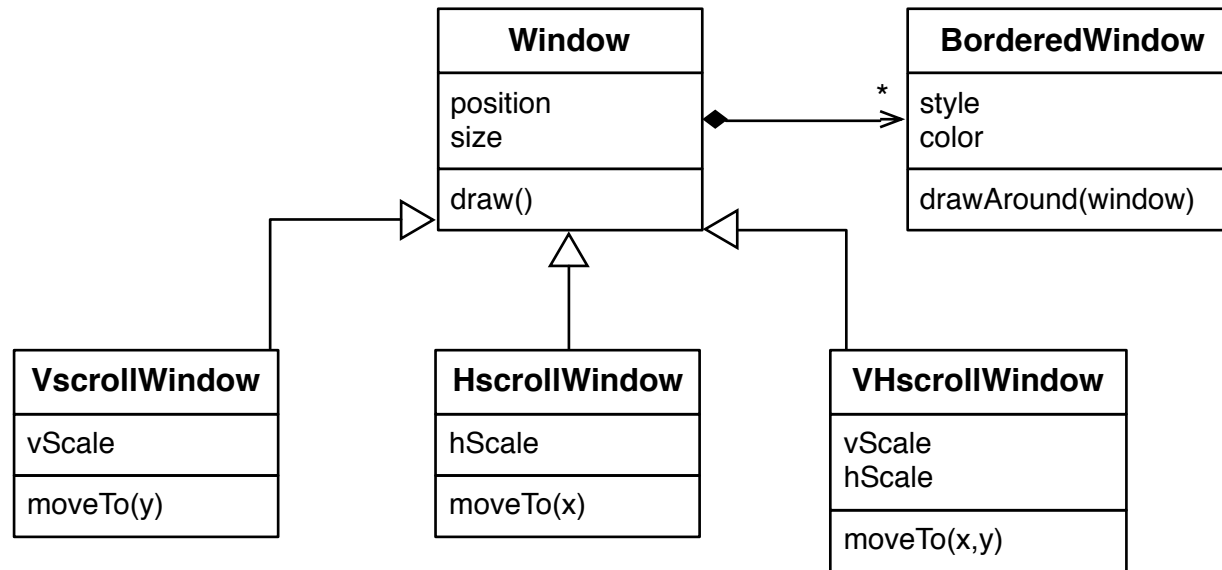 Window
position
size
draw()
*
BorderedWindow
style
color
drawAround(window)
VscrollWindow
vScale
moveTo(y)
HscrollWindow
hScale
moveTo(x)
VHscrollWindow
vScale
hScale
moveTo(x,y)